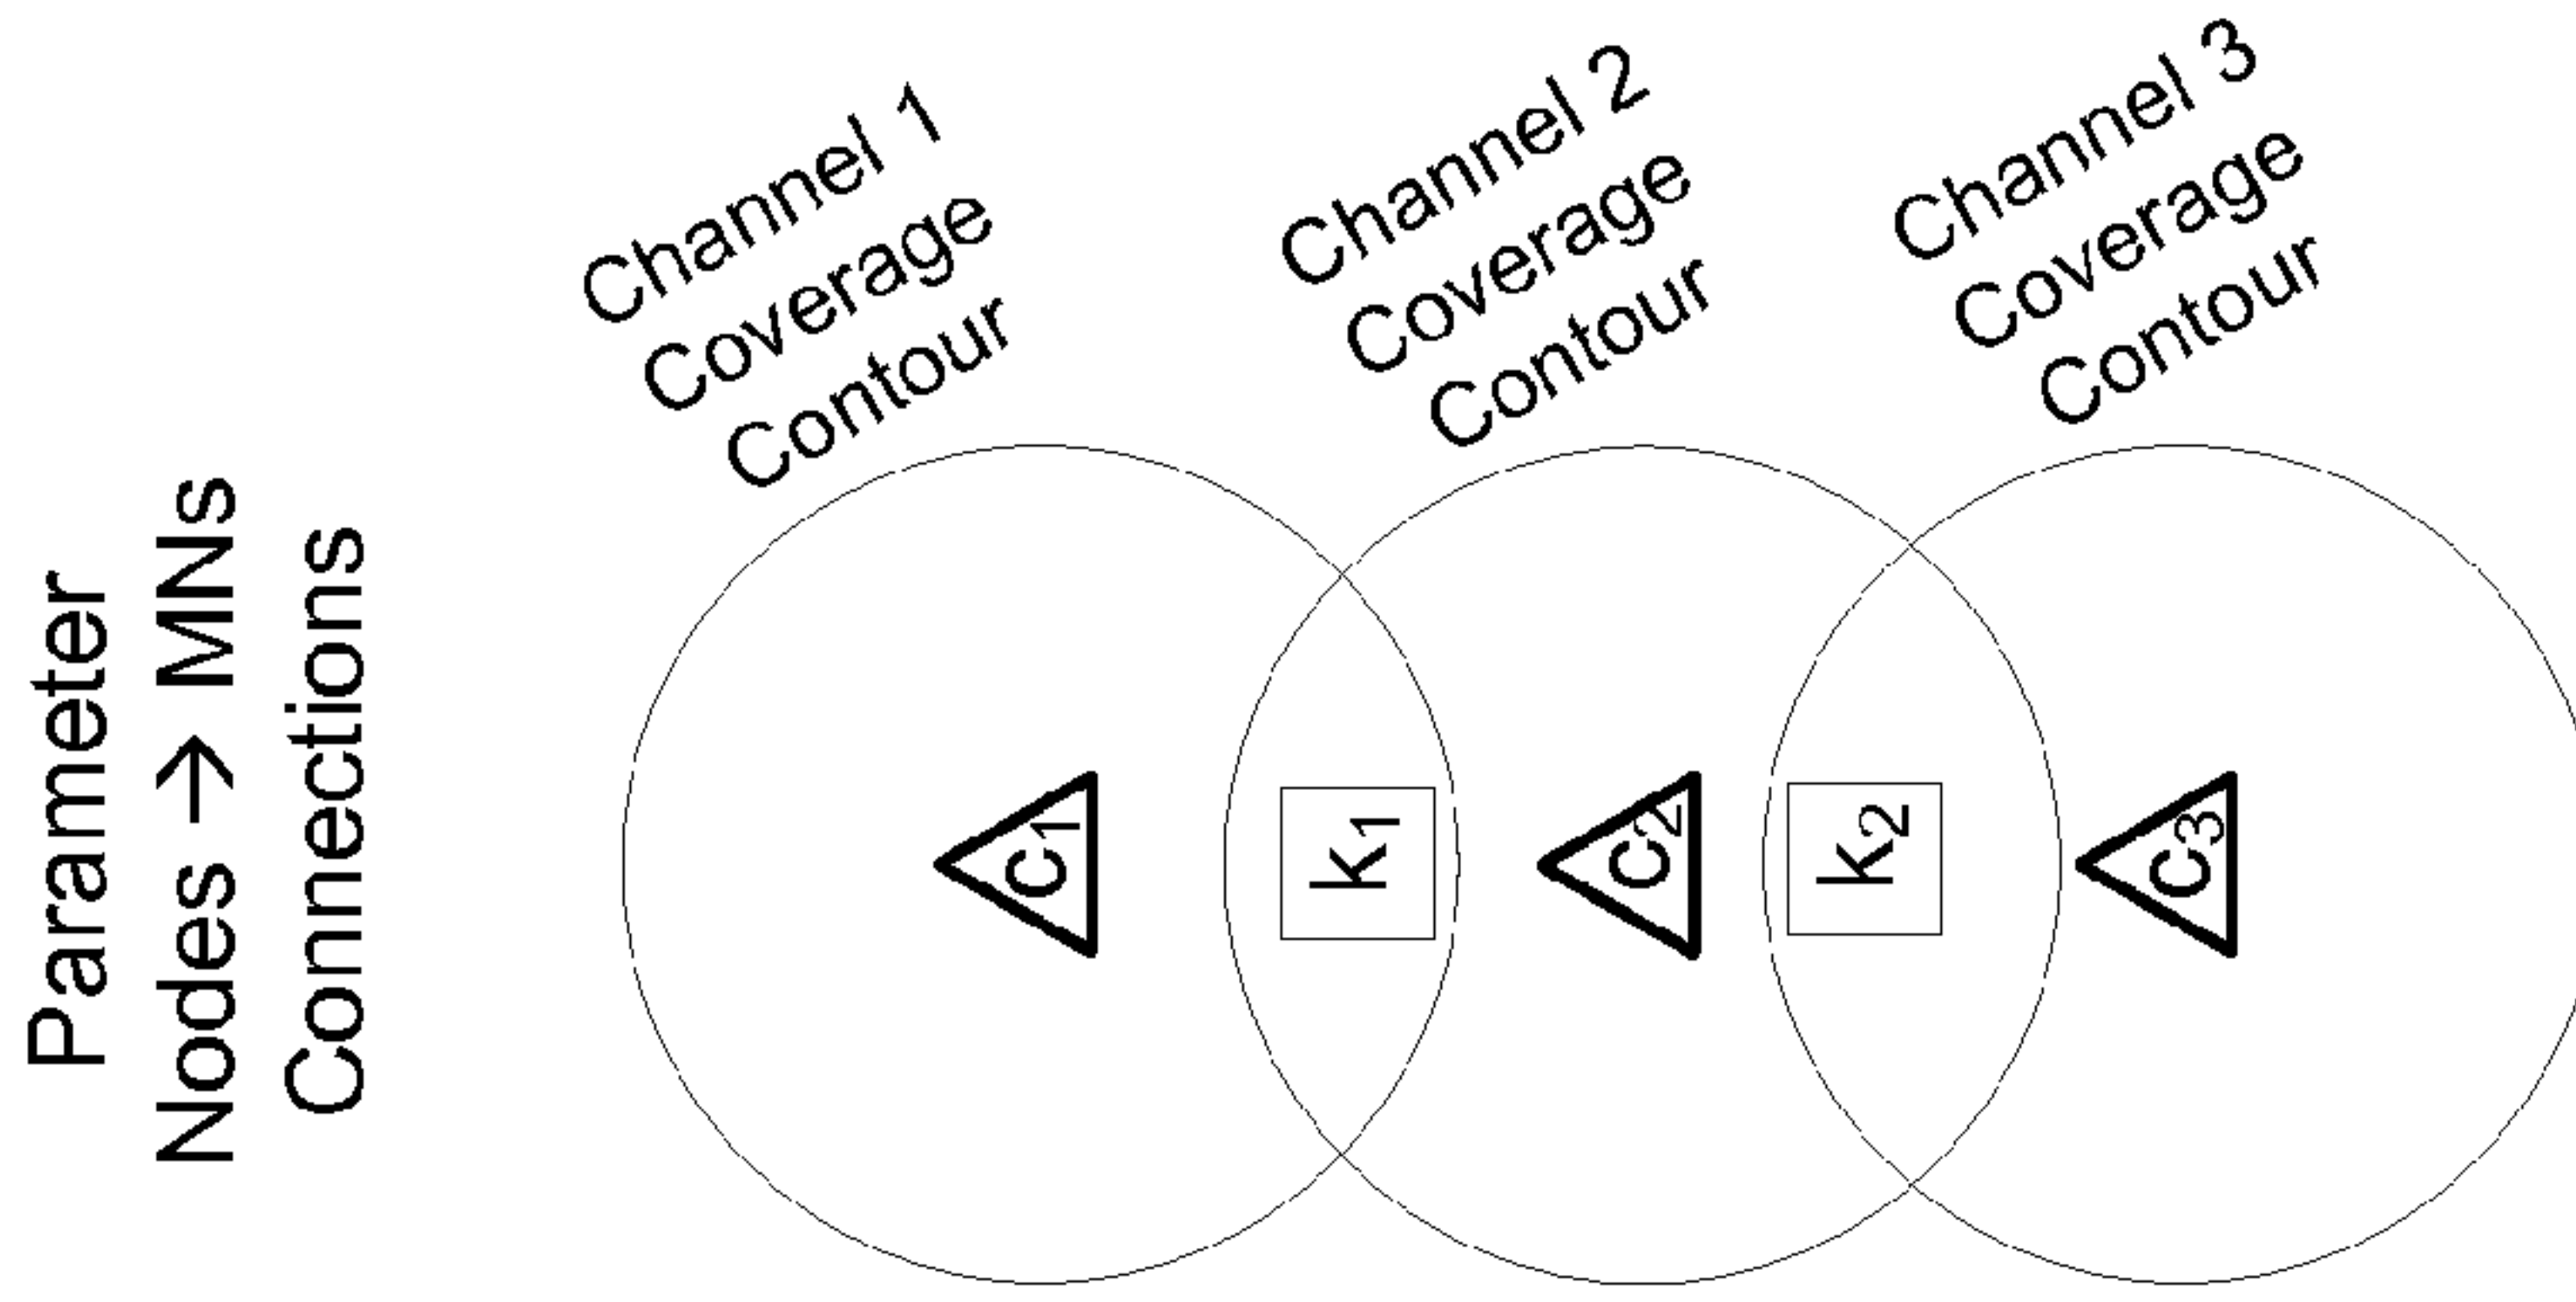 Parameter
Nodes → MNs
Connections
Channel 1
Coverage
Contour
Channel 2
Coverage
Contour
Channel 3
Coverage
Contour
C1
k1
C2
k2
C3